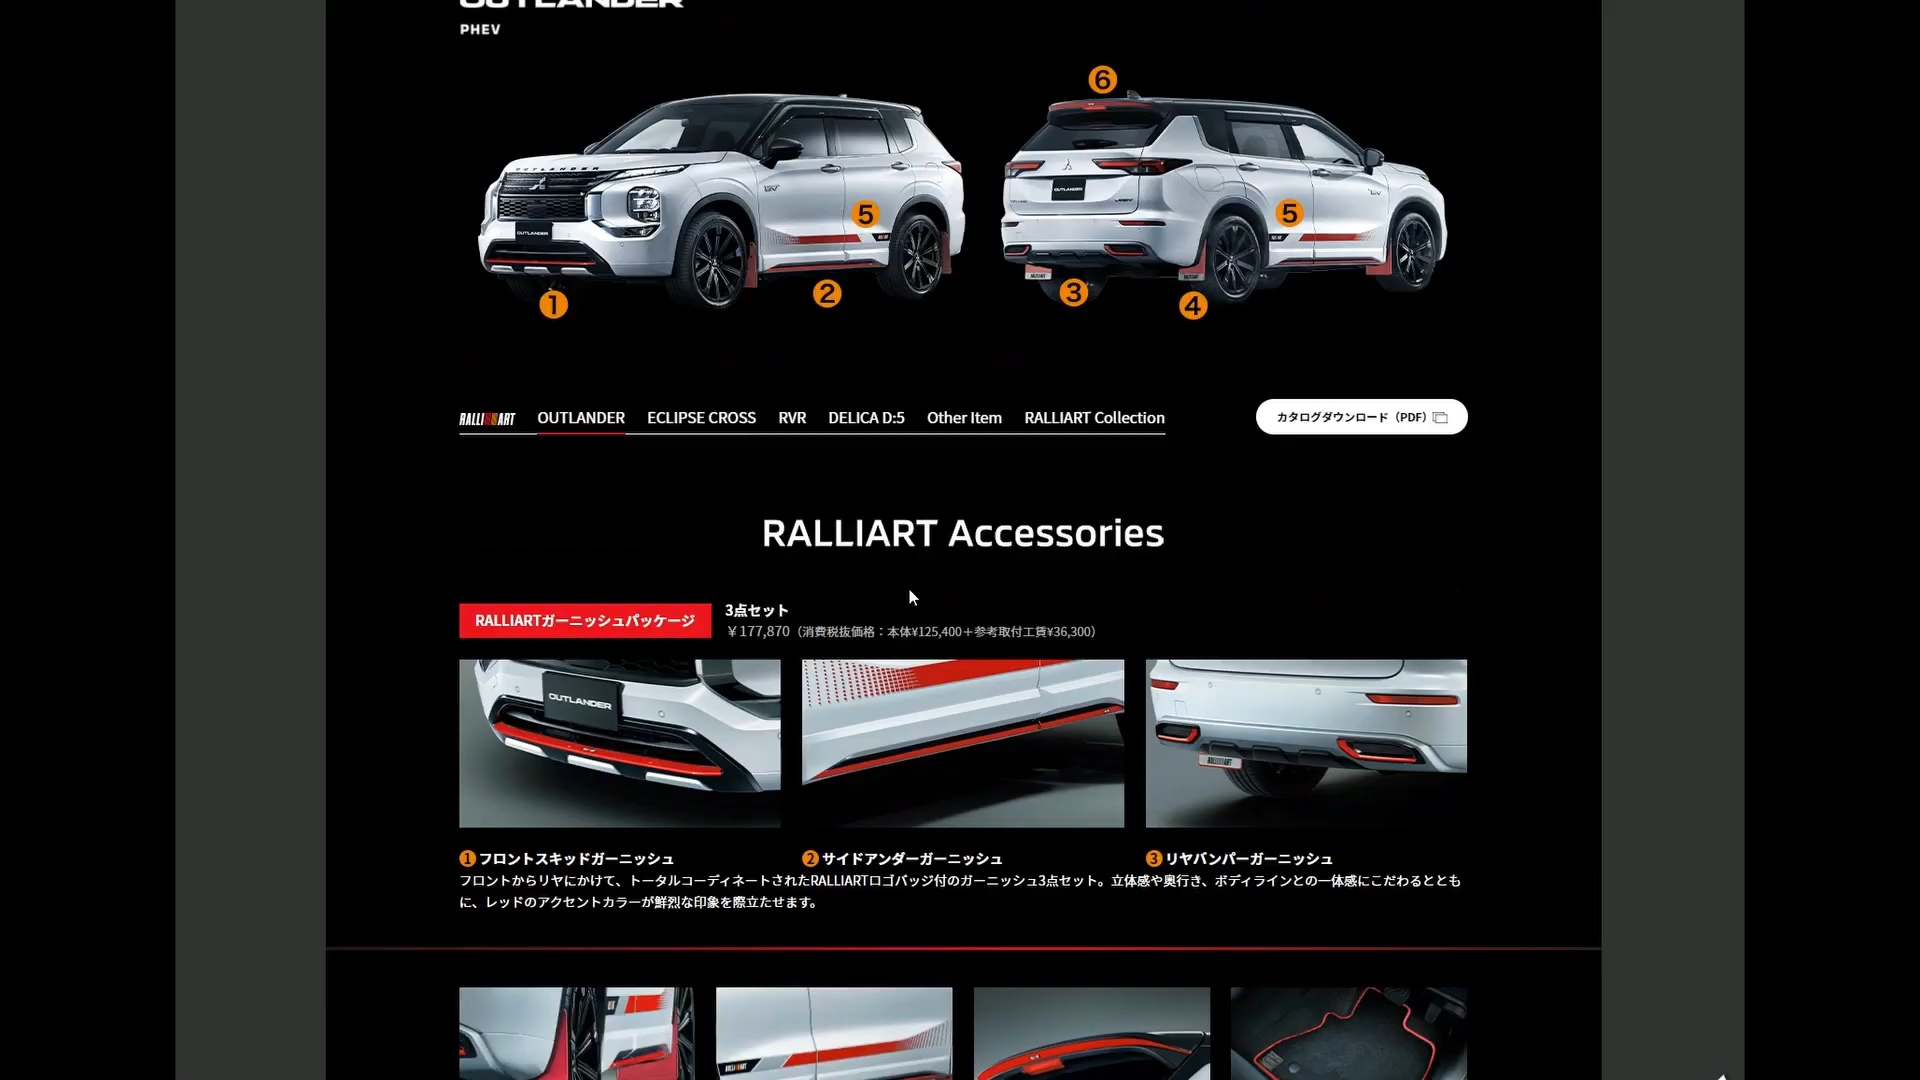 OUTLANDER
PHEV
6
5
5
1
2
3
4
RALLIART OUTLANDER ECLIPSE CROSS RVR DELICA D:5 Other Item RALLIART Collection カタログダウンロード（PDF）
RALLIART Accessories
RALLIARTガーニッシュパッケージ
3点セット
￥177,870（消費税抜価格：本体¥125,400＋参考取付工賃¥36,300）
OUTLANDER
RALLIART
1 フロントスキッドガーニッシュ
2 サイドアンダーガーニッシュ
3 リヤバンパーガーニッシュ
フロントからリヤにかけて、トータルコーディネートされたRALLIARTロゴバッジ付のガーニッシュ3点セット。立体感や奥行き、ボディラインとの一体感にこだわるととも
に、レッドのアクセントカラーが鮮烈な印象を際立たせます。
RALLIART